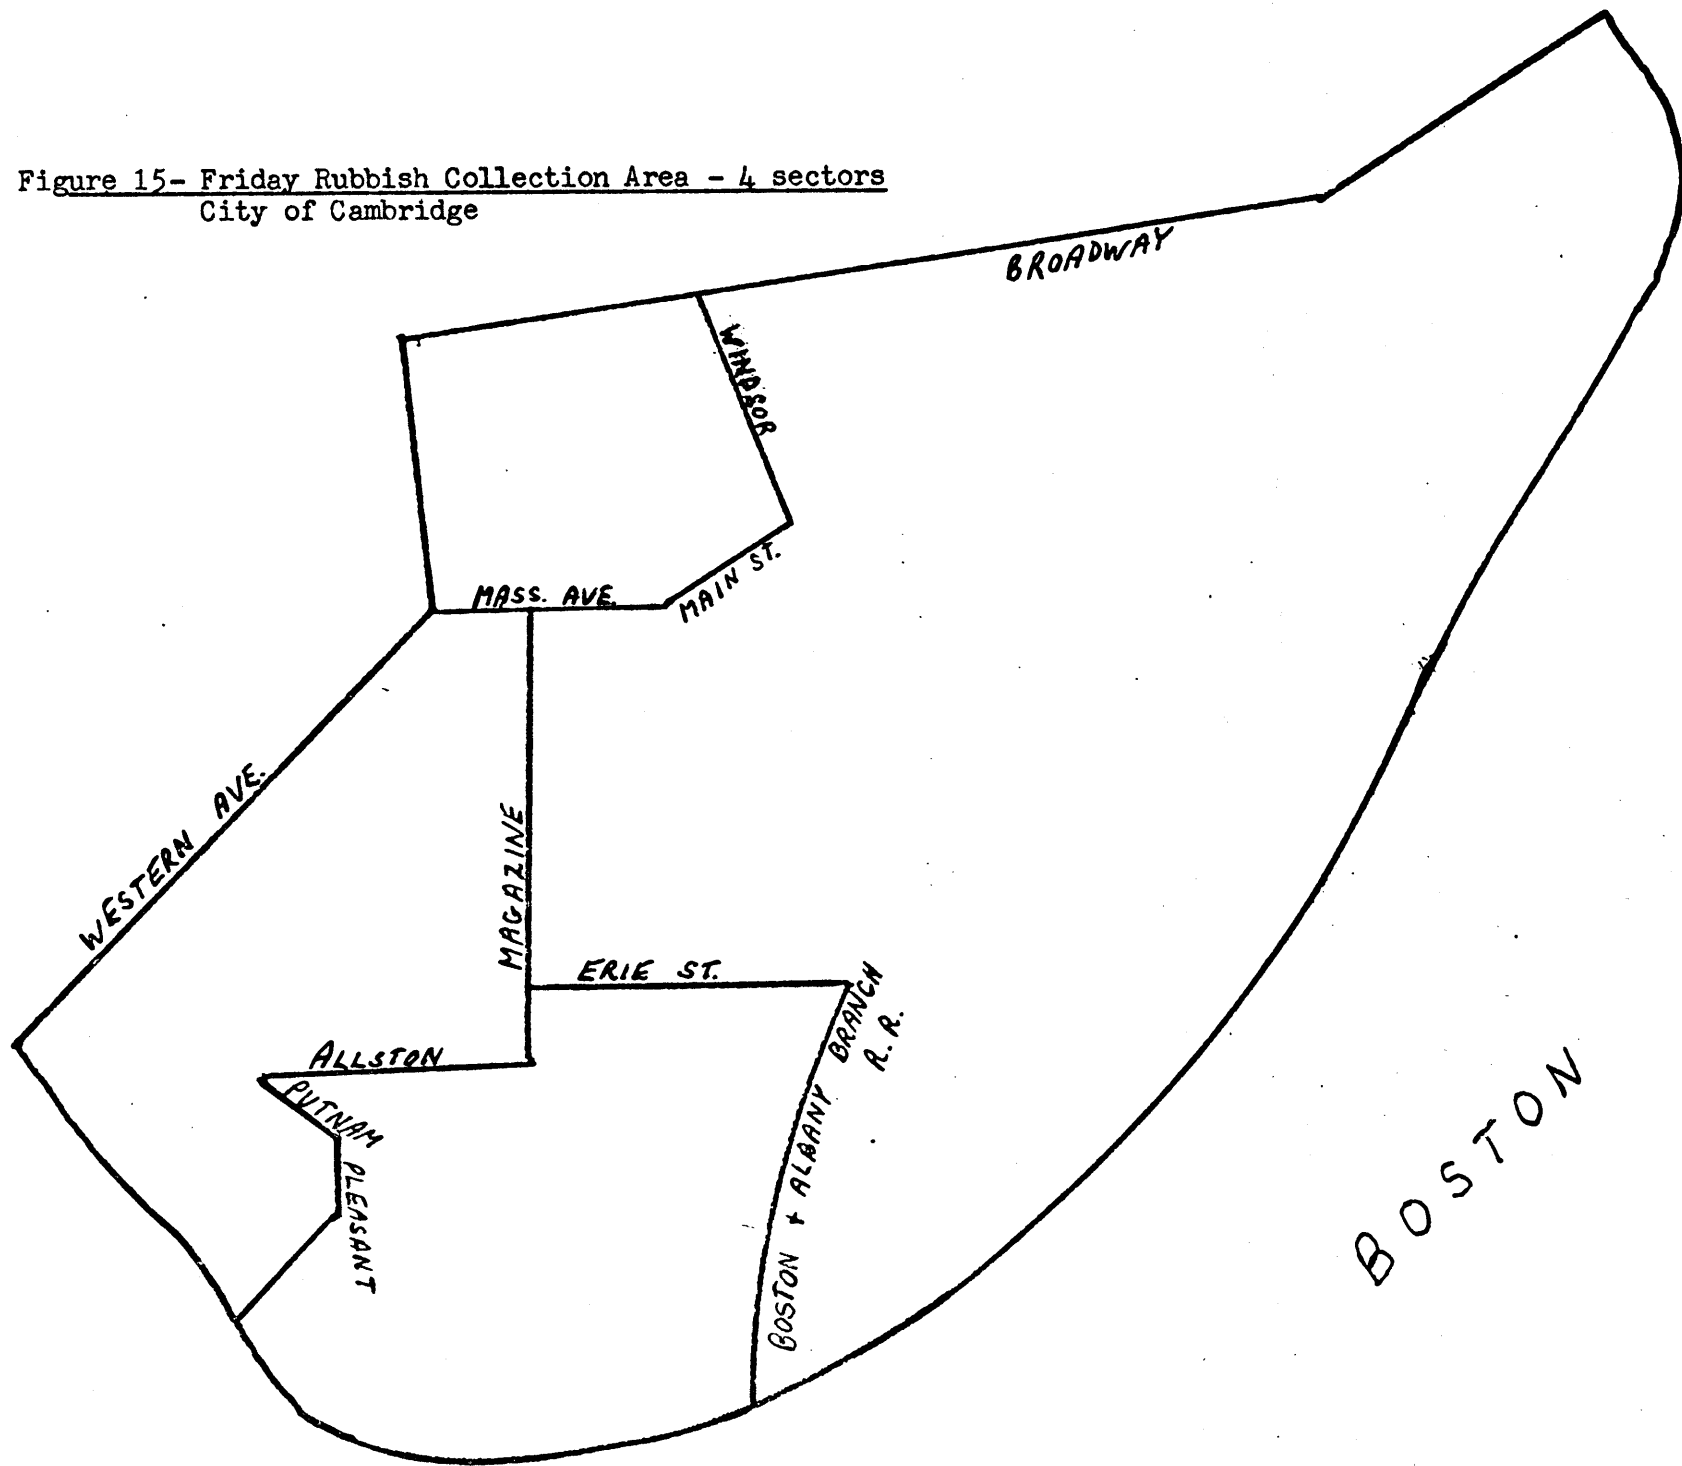 Figure 15- Friday Rubbish Collection Area - 4 sectors
City of Cambridge
BROADWAY
WINDSOR
MAIN ST.
MASS. AVE.
WESTERN AVE.
MAGAZINE
ERIE ST.
BOSTON + ALBANY BRANCH
R.R.
ALLSTON
PUTNAM
PLEASANT
BOSTON